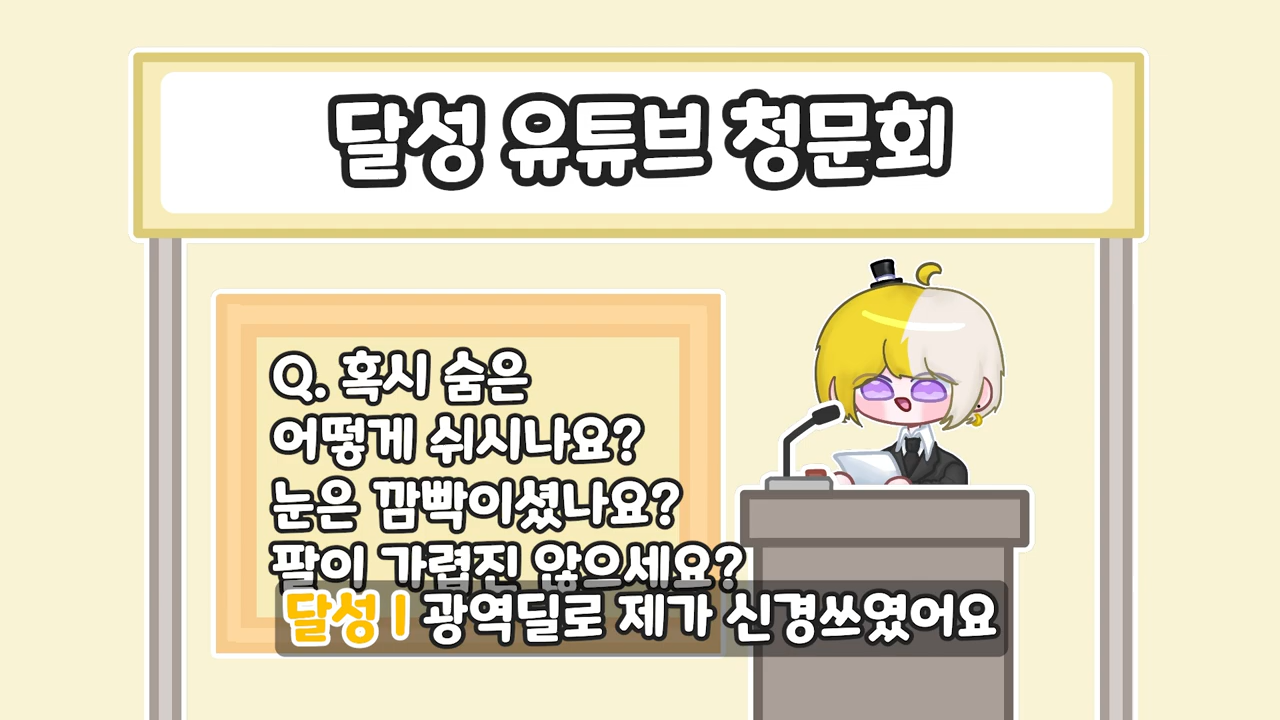 달성 유튜브 청문회
Q. 혹시 숨은
어떻게 쉬시나요?
눈은 깜빡이셨나요?
팔이 가렵진 않으세요?
달성 | 광역딜로 제가 신경쓰였어요